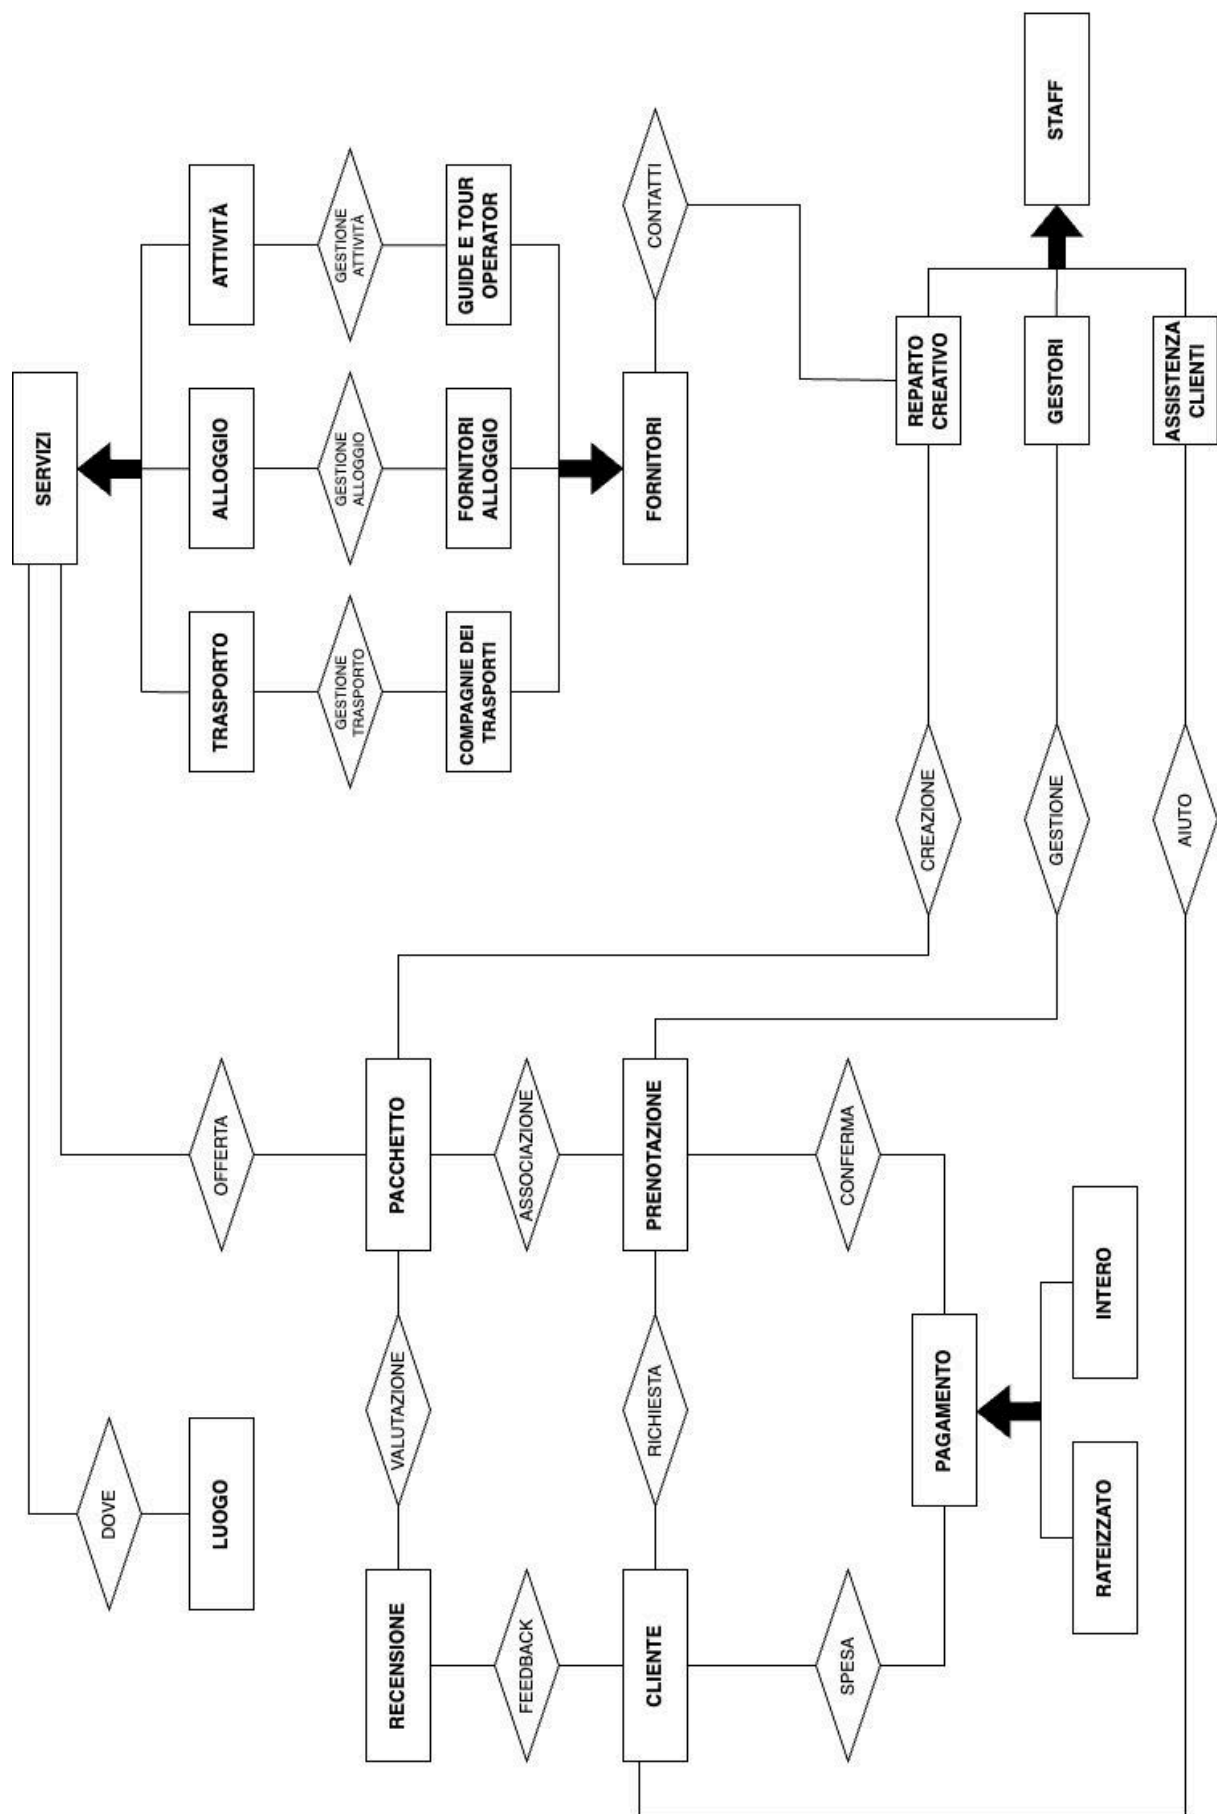 SERVIZI
DOVE
LUOGO
OFFERTA
TRASPORTO
ALLOGGIO
ATTIVITÀ
GESTIONE
TRASPORTO
GESTIONE
ALLOGGIO
GESTIONE
ATTIVITÀ
RECENSIONE
VALUTAZIONE
PACCHETTO
COMPAGNIE DEI
TRASPORTI
FORNITORI
ALLOGGIO
GUIDE E TOUR
OPERATOR
FEEDBACK
ASSOCIAZIONE
CLIENTE
RICHIESTA
PRENOTAZIONE
FORNITORI
CONTATTI
SPESA
CONFERMA
CREAZIONE
REPARTO
CREATIVO
PAGAMENTO
GESTIONE
GESTORI
STAFF
RATEIZZATO
INTERO
AIUTO
ASSISTENZA
CLIENTI